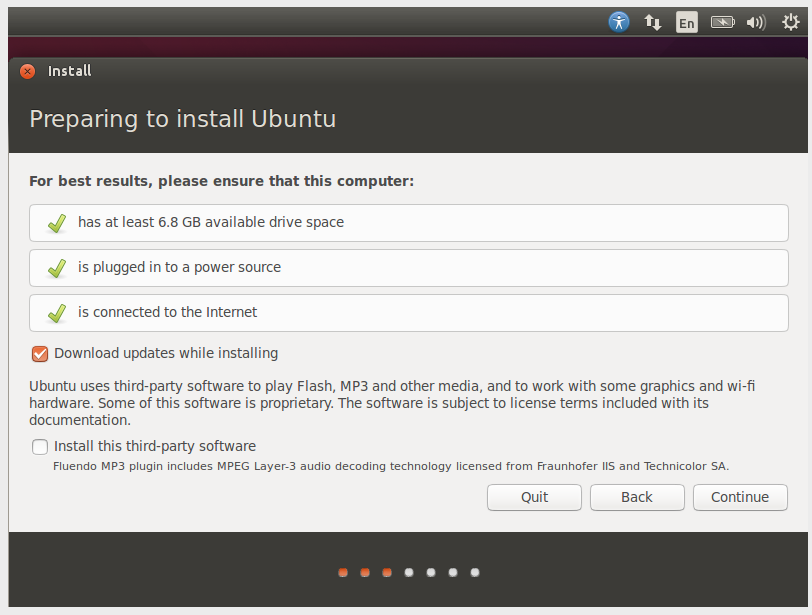 En
Install
Preparing to install Ubuntu
For best results, please ensure that this computer:
has at least 6.8 GB available drive space
is plugged in to a power source
is connected to the Internet
Download updates while installing
Ubuntu uses third-party software to play Flash, MP3 and other media, and to work with some graphics and wi-fi
hardware. Some of this software is proprietary. The software is subject to license terms included with its
documentation.
Install this third-party software
Fluendo MP3 plugin includes MPEG Layer-3 audio decoding technology licensed from Fraunhofer IIS and Technicolor SA.
Quit Back Continue